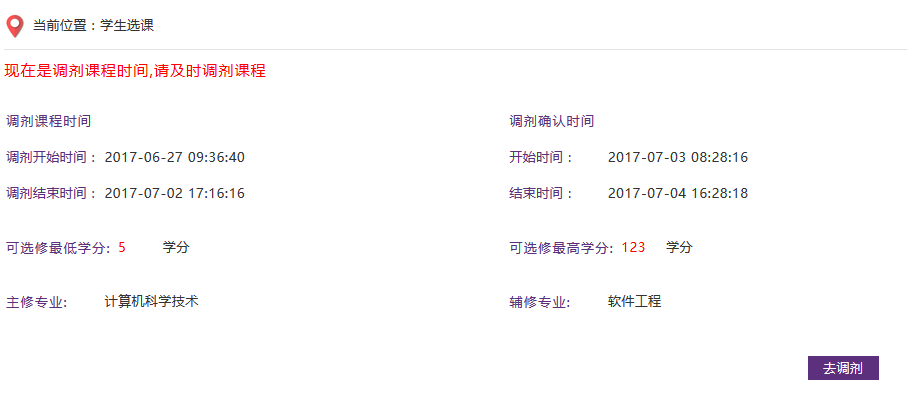 当前位置：学生选课
现在是调剂课程时间,请及时调剂课程
调剂课程时间 调剂确认时间
调剂开始时间： 2017-06-27 09:36:40 开始时间： 2017-07-03 08:28:16
调剂结束时间： 2017-07-02 17:16:16 结束时间： 2017-07-04 16:28:18
可选修最低学分: 5 学分 可选修最高学分: 123 学分
主修专业: 计算机科学技术 辅修专业: 软件工程
去调剂